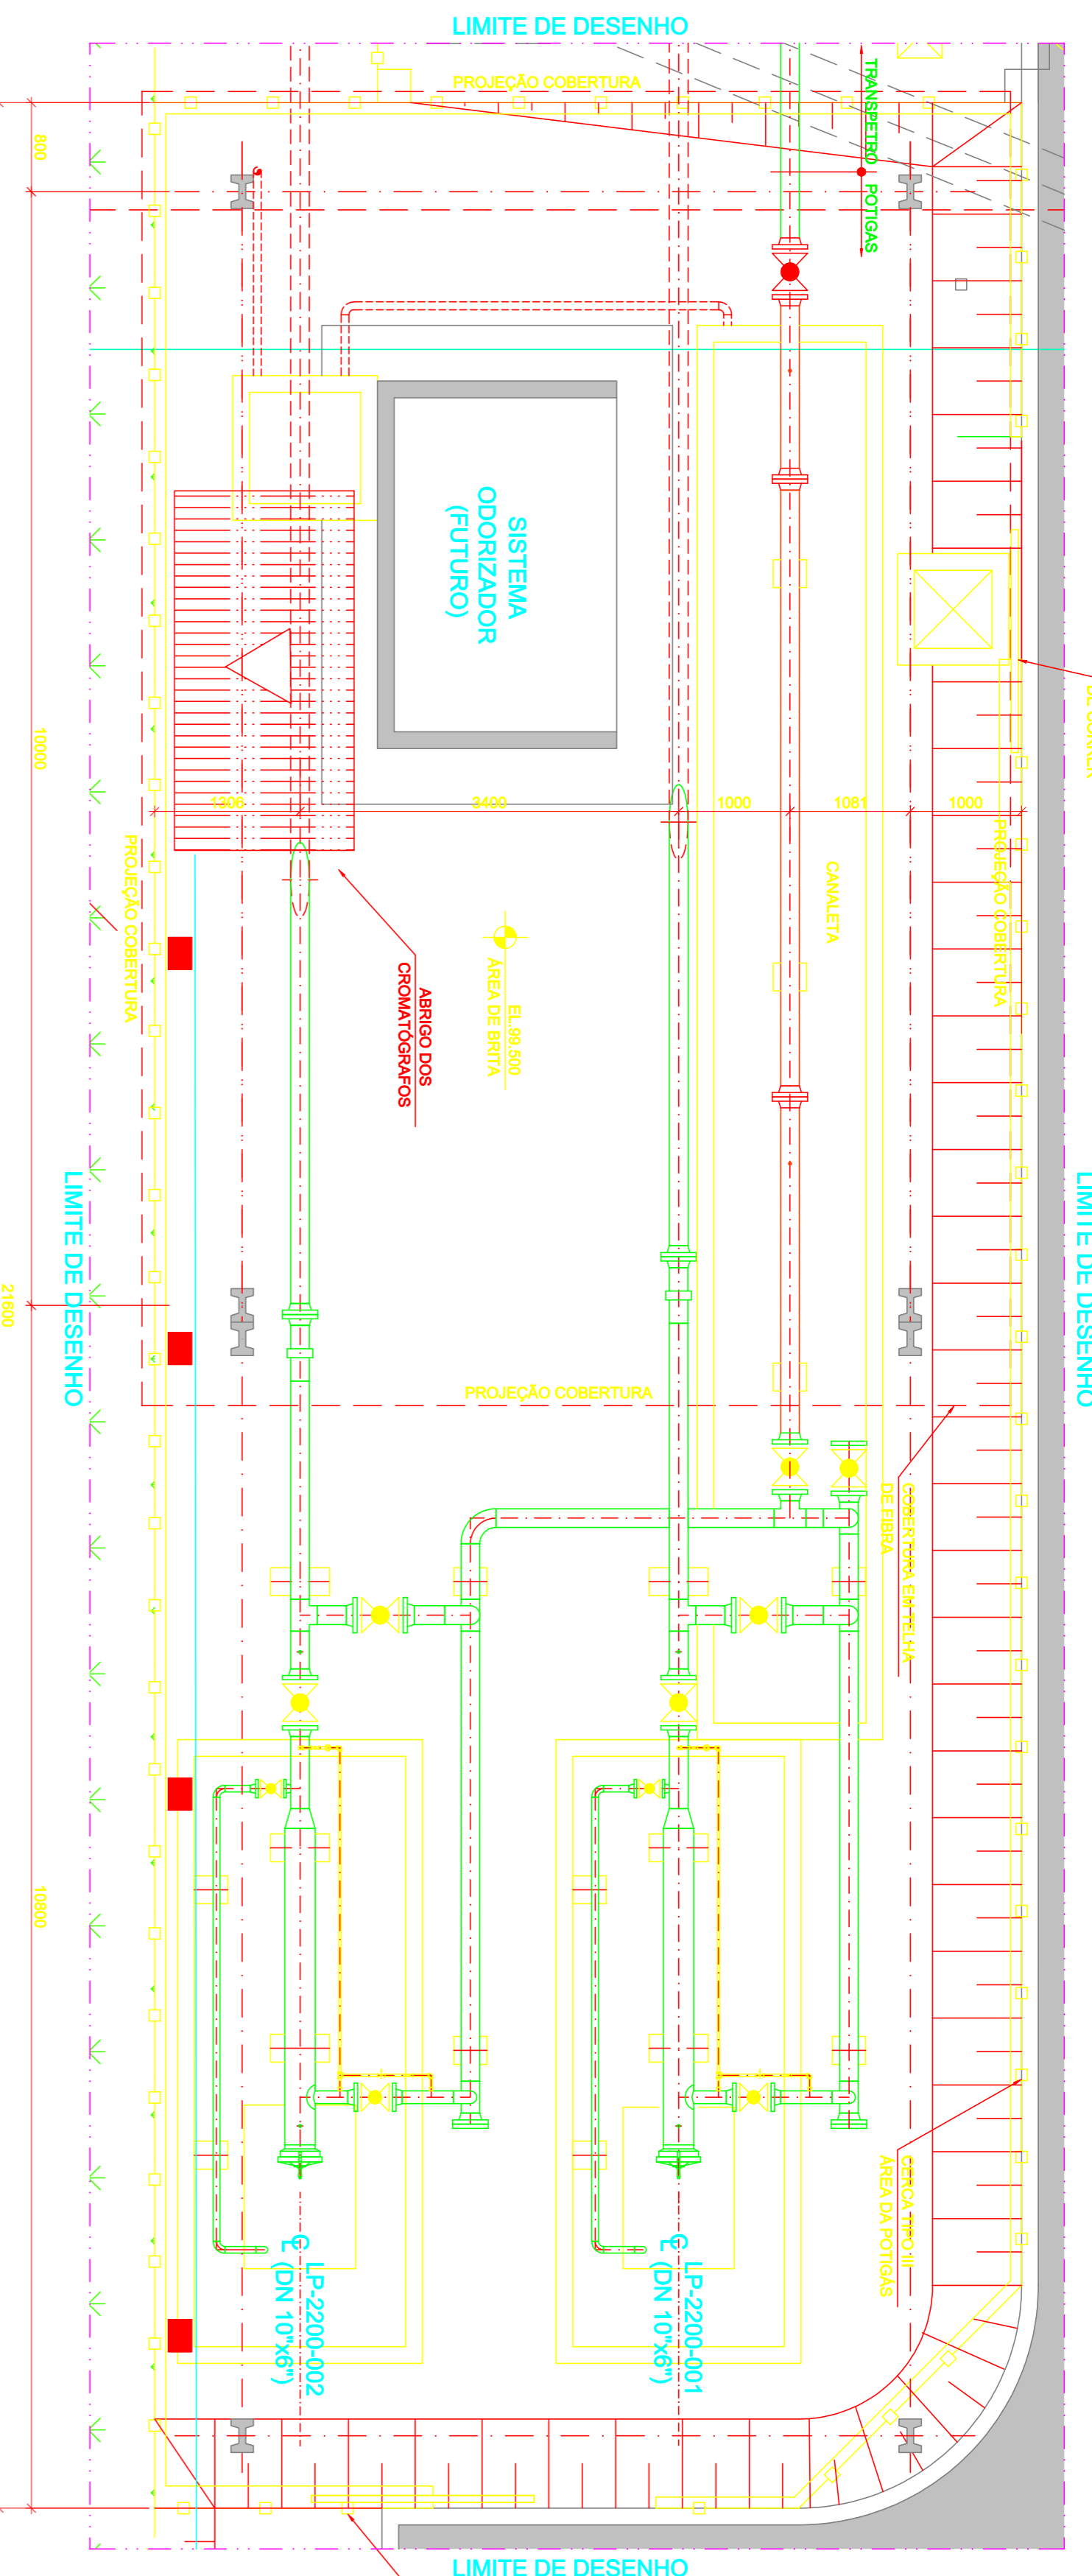 LIMITE DE DESENHO
PROJEÇÃO COBERTURA
TRANSPETRO POTIGAS
800
SISTEMA
ODORIZADOR
(FUTURO)
10000
1306
3400
1000
1081
1000
PROJEÇÃO COBERTURA
CANALETA
PROJEÇÃO COBERTURA
EL.99.500
ÁREA DE BRITA
ABRIGO DOS
CROMATÓGRAFOS
LIMITE DE DESENHO
LIMITE DE DESENHO
21600
PROJEÇÃO COBERTURA
COBERTURA EM TELHA
DE FIBRA
10800
CERCA TIPO III
ÁREA DA POTIGÁS
LP-2200-002
(DN 10"x6")
LP-2200-001
(DN 10"x6")
LIMITE DE DESENHO